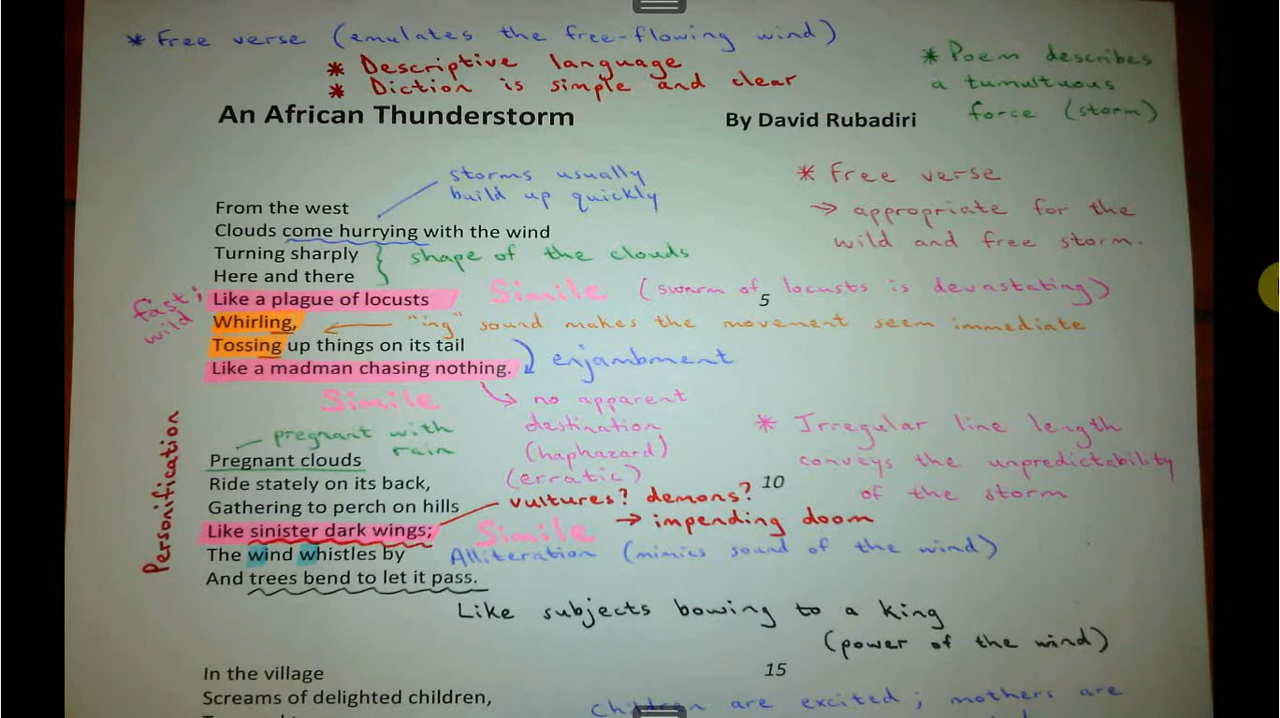 * Free verse (emulates the free-flowing wind)
* Descriptive language
* Diction is simple and clear
* Poem describes
a tumultuous
force (storm)
An African Thunderstorm By David Rubadiri
storms usually
build up quickly
* Free verse
→ appropriate for the
wild and free storm.
From the west
Clouds come hurrying with the wind
Turning sharply
Here and there
shape of the clouds
Like a plague of locusts
Simile (swarm of locusts is devastating)
5
fast;
wild
Whirling,
← "ing" sound makes the movement seem immediate
Tossing up things on its tail
enjambment
Like a madman chasing nothing.
Simile
no apparent
destination
(haphazard)
(erratic)
* Irregular line length
conveys the unpredictability
of the storm
Personification
pregnant with
rain
Pregnant clouds
Ride stately on its back,
10
Gathering to perch on hills
vultures? demons?
→ impending doom
Like sinister dark wings;
Simile
The wind whistles by
Alliteration (mimics sound of the wind)
And trees bend to let it pass.
Like subjects bowing to a king
(power of the wind)
In the village
15
Screams of delighted children,
children are excited; mothers are